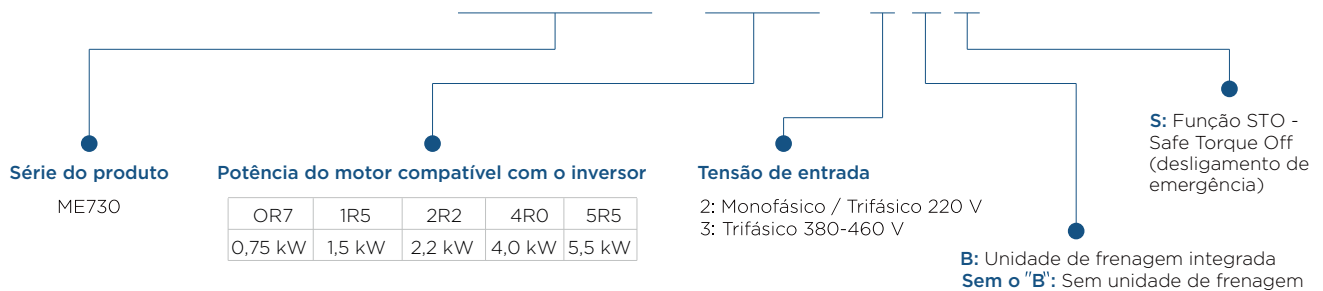 S: Função STO -
Safe Torque Off
(desligamento de
emergência)
Série do produto
ME730
Potência do motor compatível com o inversor
OR7 1R5 2R2 4R0 5R5
0,75 kW 1,5 kW 2,2 kW 4,0 kW 5,5 kW
Tensão de entrada
2: Monofásico / Trifásico 220 V
3: Trifásico 380-460 V
B: Unidade de frenagem integrada
Sem o "B": Sem unidade de frenagem